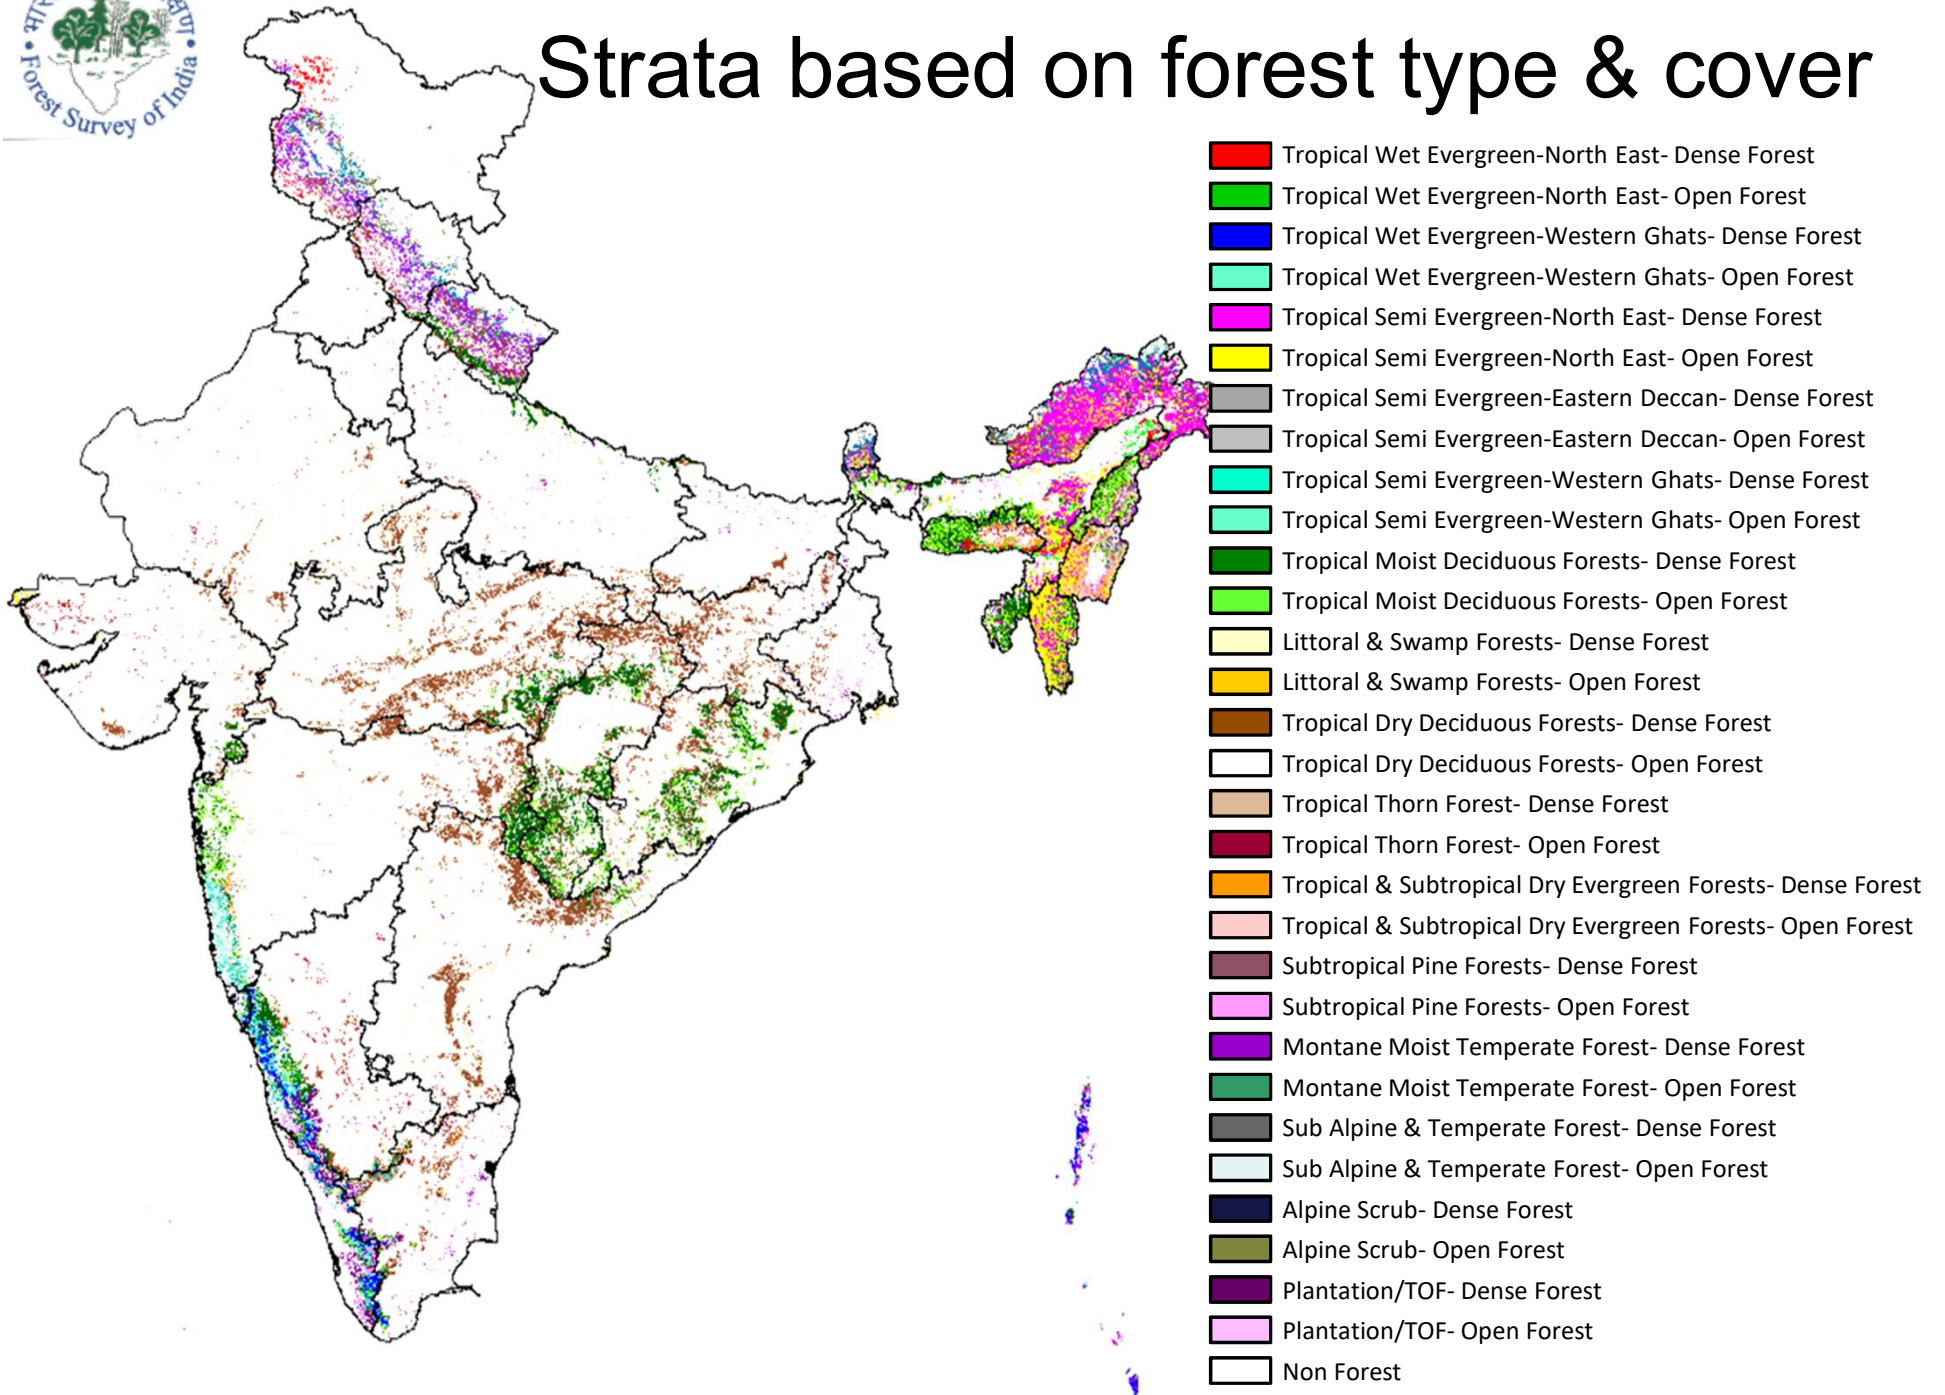 Forest Survey of India
Strata based on forest type & cover
Tropical Wet Evergreen-North East- Dense Forest
Tropical Wet Evergreen-North East- Open Forest
Tropical Wet Evergreen-Western Ghats- Dense Forest
Tropical Wet Evergreen-Western Ghats- Open Forest
Tropical Semi Evergreen-North East- Dense Forest
Tropical Semi Evergreen-North East- Open Forest
Tropical Semi Evergreen-Eastern Deccan- Dense Forest
Tropical Semi Evergreen-Eastern Deccan- Open Forest
Tropical Semi Evergreen-Western Ghats- Dense Forest
Tropical Semi Evergreen-Western Ghats- Open Forest
Tropical Moist Deciduous Forests- Dense Forest
Tropical Moist Deciduous Forests- Open Forest
Littoral & Swamp Forests- Dense Forest
Littoral & Swamp Forests- Open Forest
Tropical Dry Deciduous Forests- Dense Forest
Tropical Dry Deciduous Forests- Open Forest
Tropical Thorn Forest- Dense Forest
Tropical Thorn Forest- Open Forest
Tropical & Subtropical Dry Evergreen Forests- Dense Forest
Tropical & Subtropical Dry Evergreen Forests- Open Forest
Subtropical Pine Forests- Dense Forest
Subtropical Pine Forests- Open Forest
Montane Moist Temperate Forest- Dense Forest
Montane Moist Temperate Forest- Open Forest
Sub Alpine & Temperate Forest- Dense Forest
Sub Alpine & Temperate Forest- Open Forest
Alpine Scrub- Dense Forest
Alpine Scrub- Open Forest
Plantation/TOF- Dense Forest
Plantation/TOF- Open Forest
Non Forest